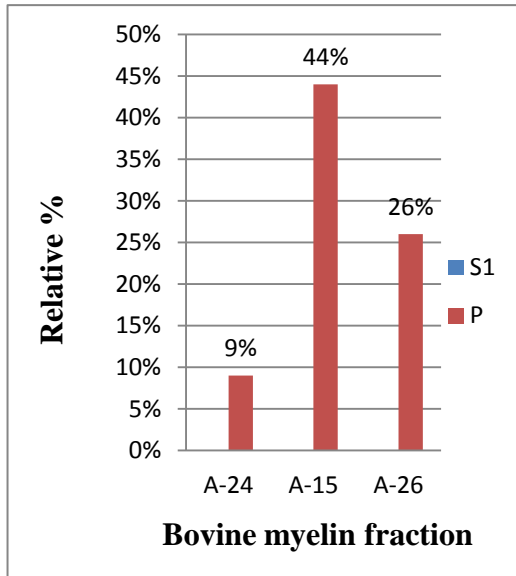 50%
45%
40%
35%
30%
25%
20%
15%
10%
5%
0%
Relative %
9%
44%
26%
A-24 A-15 A-26
Bovine myelin fraction
S1
P